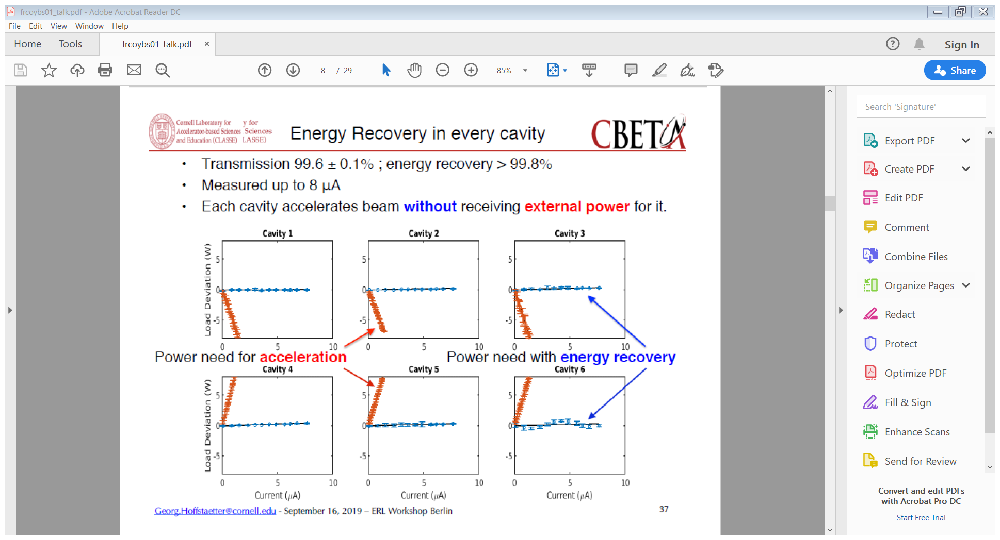 frcoybs01_talk.pdf - Adobe Acrobat Reader DC
File Edit View Window Help
Home Tools frcoybs01_talk.pdf × Sign In
8 / 29 85% Share
Search 'Signature'
Export PDF
Create PDF
Edit PDF
Comment
Combine Files
Organize Pages
Redact
Protect
Optimize PDF
Fill & Sign
Enhance Scans
Send for Review
Convert and edit PDFs
with Acrobat Pro DC
Start Free Trial
Cornell Laboratory for y for
Accelerator-based Sciences Sciences
and Education (CLASSE) LASSE)
Energy Recovery in every cavity
CBETA
• Transmission 99.6 ± 0.1% ; energy recovery > 99.8%
• Measured up to 8 μA
• Each cavity accelerates beam without receiving external power for it.
Cavity 1 Cavity 2 Cavity 3
Load Deviation (W)
5 5 5
0 0 0
-5 -5 -5
0 5 10 0 5 10 0 5 10
Power need for acceleration Power need with energy recovery
Cavity 4 Cavity 5 Cavity 6
Load Deviation (W)
5 5 5
0 0 0
-5 -5 -5
0 5 10 0 5 10 0 5 10
Current (μA) Current (μA) Current (μA)
Georg.Hoffstaetter@cornell.edu - September 16, 2019 – ERL Workshop Berlin 37